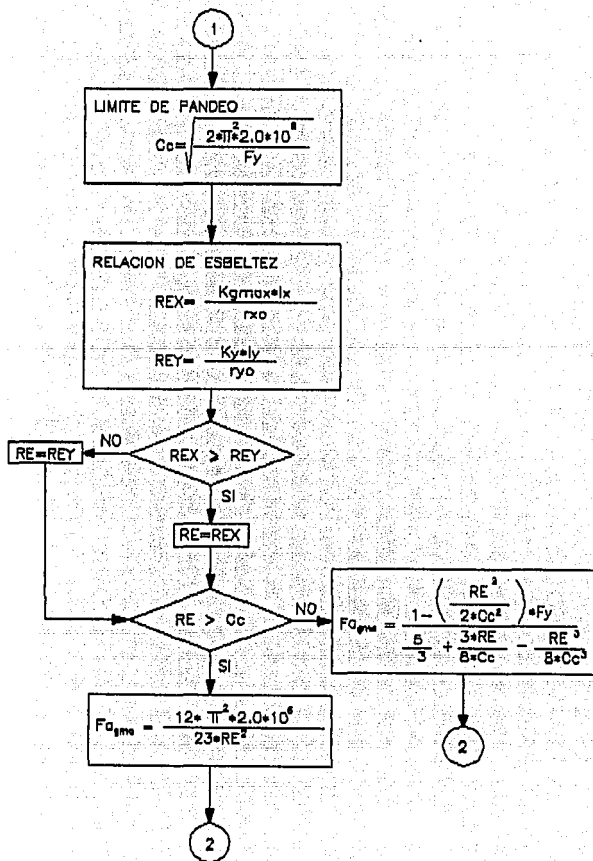 1
LIMITE DE PANDEO
Cc=√(2*π²*2.0*10⁶ / Fy)
RELACION DE ESBELTEZ
REX= Kgmax*lx / rxo
REY= Ky*ly / ryo
REX > REY
NO
RE=REY
SI
RE=REX
RE > Cc
NO
SI
Fagma = (1-(RE² / 2*Cc²)*Fy) / (5/3 + 3*RE/8*Cc - RE³/8*Cc³)
2
Fagma = 12* π²*2.0*10⁶ / 23*RE²
2